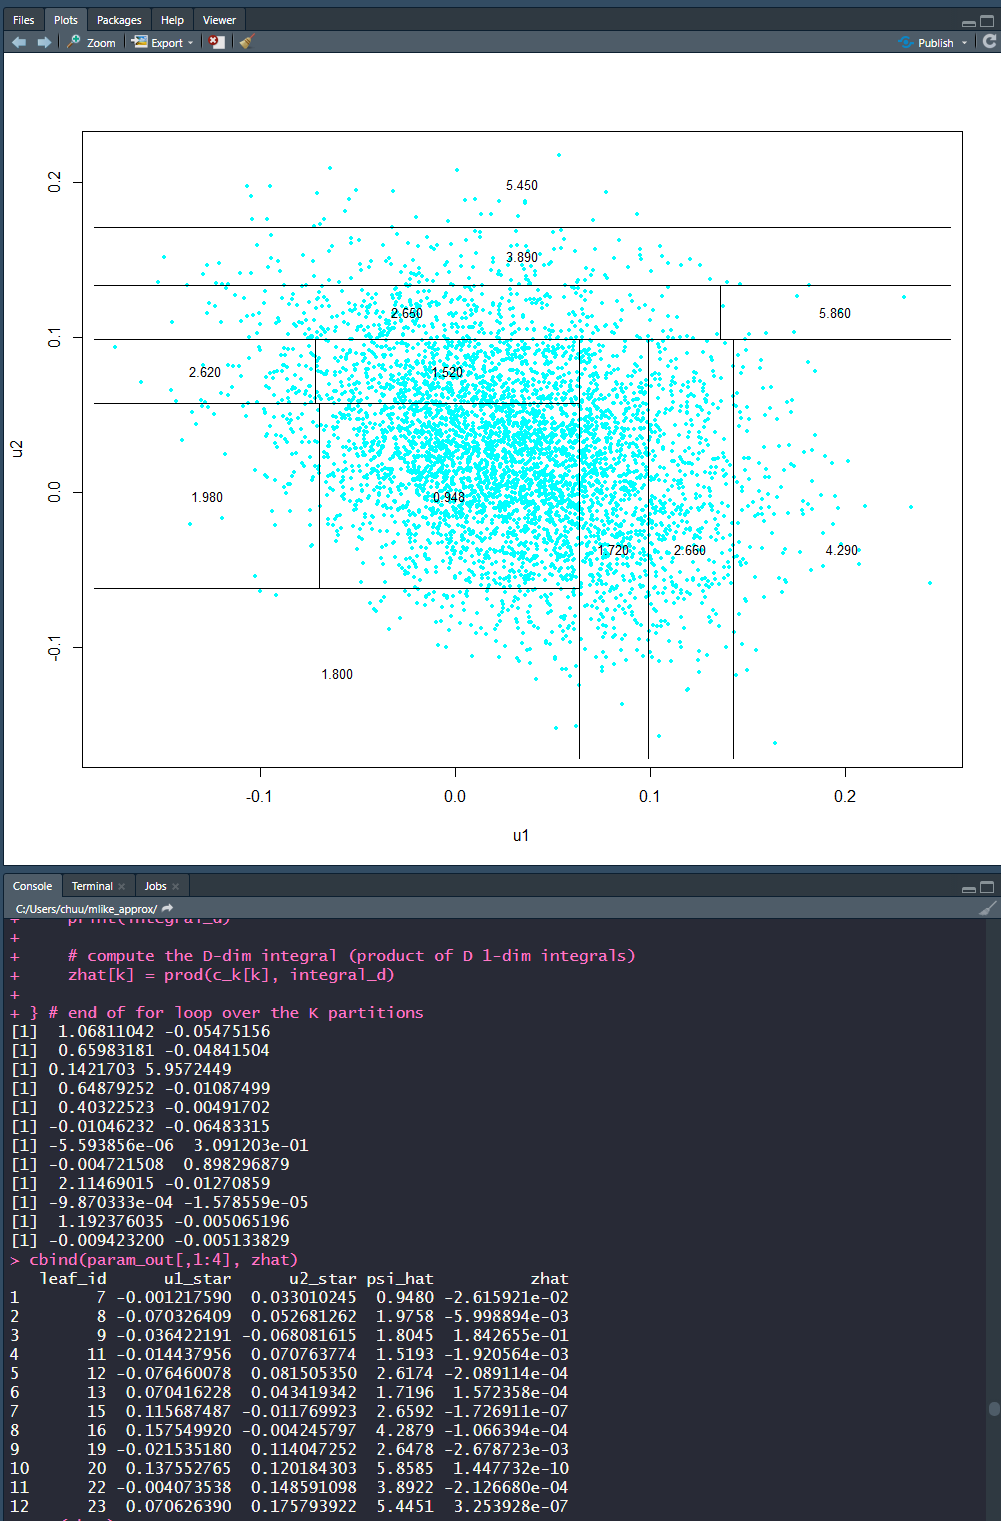 Files Plots Packages Help Viewer
Zoom Export Publish
0.2
0.1
0.0
-0.1
u2
5.450
3.890
2.650
5.860
2.620
1.520
1.980
0.948
1.720
2.660
4.290
1.800
-0.1 0.0 0.1 0.2
u1
Console Terminal × Jobs ×
C:/Users/chuu/mlike_approx/
+     print(integral_d)
+
+     # compute the D-dim integral (product of D 1-dim integrals)
+     zhat[k] = prod(c_k[k], integral_d)
+
+ } # end of for loop over the K partitions
[1]  1.06811042 -0.05475156
[1]  0.65983181 -0.04841504
[1] 0.1421703 5.9572449
[1]  0.64879252 -0.01087499
[1]  0.40322523 -0.00491702
[1] -0.01046232 -0.06483315
[1] -5.593856e-06  3.091203e-01
[1] -0.004721508  0.898296879
[1]  2.11469015 -0.01270859
[1] -9.870333e-04 -1.578559e-05
[1]  1.192376035 -0.005065196
[1] -0.009423200 -0.005133829
> cbind(param_out[,1:4], zhat)
leaf_id u1_star u2_star psi_hat zhat
1 7 -0.001217590 0.033010245 0.9480 -2.615921e-02
2 8 -0.070326409 0.052681262 1.9758 -5.998894e-03
3 9 -0.036422191 -0.068081615 1.8045 1.842655e-01
4 11 -0.014437956 0.070763774 1.5193 -1.920564e-03
5 12 -0.076460078 0.081505350 2.6174 -2.089114e-04
6 13 0.070416228 0.043419342 1.7196 1.572358e-04
7 15 0.115687487 -0.011769923 2.6592 -1.726911e-07
8 16 0.157549920 -0.004245797 4.2879 -1.066394e-04
9 19 -0.021535180 0.114047252 2.6478 -2.678723e-03
10 20 0.137552765 0.120184303 5.8585 1.447732e-10
11 22 -0.004073538 0.148591098 3.8922 -2.126680e-04
12 23 0.070626390 0.175793922 5.4451 3.253928e-07